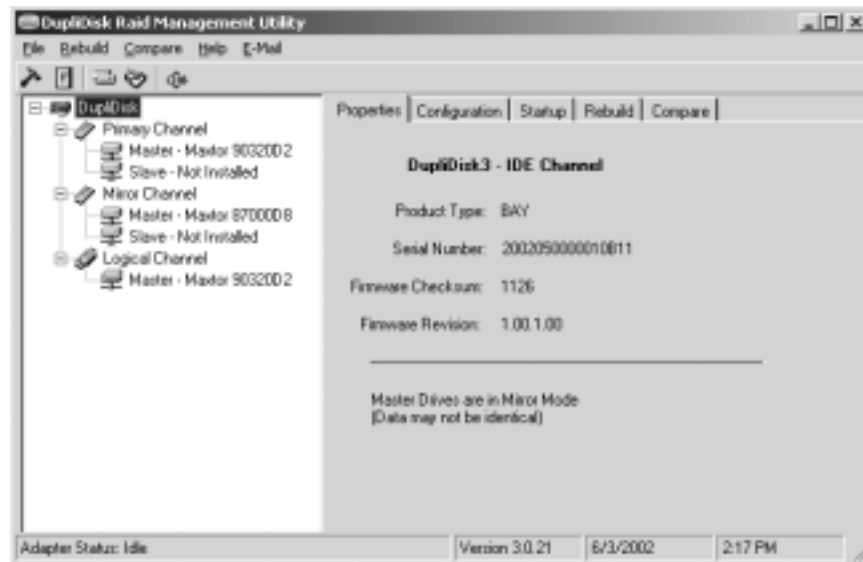 DupliDisk Raid Management Utility
File Rebuild Compare Help E-Mail
DupliDisk
Primary Channel
Master - Maxtor 90320D2
Slave - Not Installed
Mirror Channel
Master - Maxtor 87000D8
Slave - Not Installed
Logical Channel
Master - Maxtor 90320D2
Properties Configuration Startup Rebuild Compare
DupliDisk3 - IDE Channel
Product Type: BAY
Serial Number: 2002050000010B11
Firmware Checksum: 1126
Firmware Revision: 1.00.1.00
Master Drives are in Mirror Mode
(Data may not be identical)
Adapter Status: Idle Version 3.0.21 6/3/2002 2:17 PM